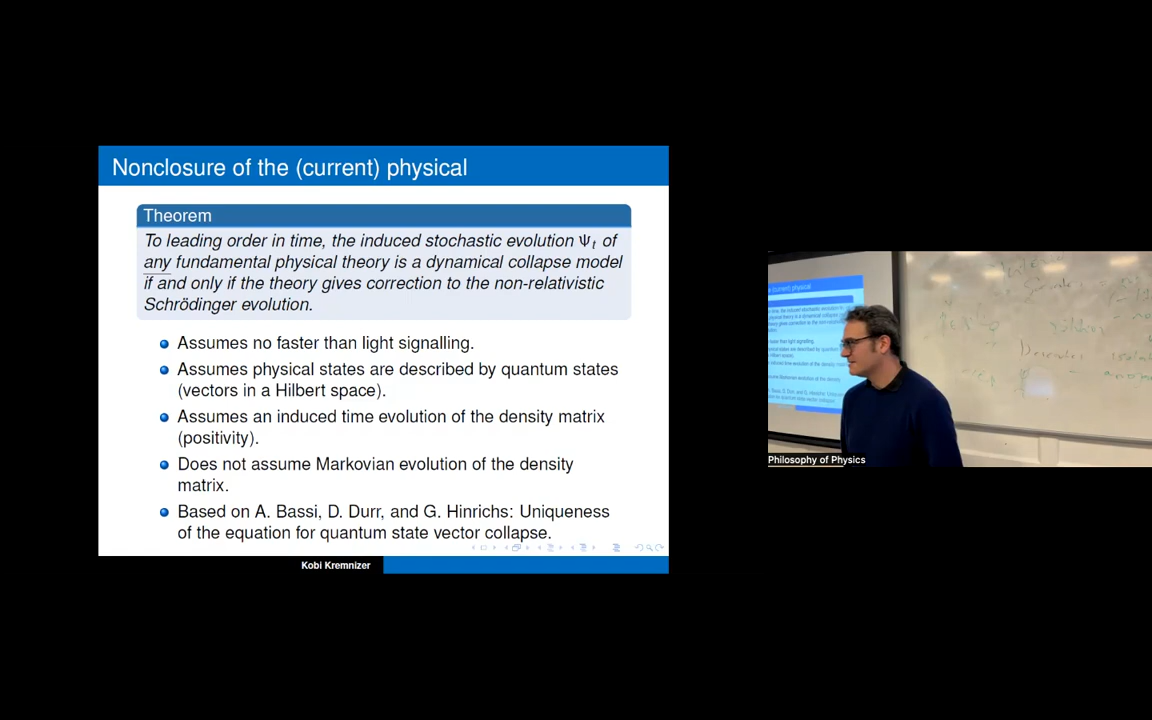 Nonclosure of the (current) physical
Theorem
To leading order in time, the induced stochastic evolution Ψt of
any fundamental physical theory is a dynamical collapse model
if and only if the theory gives correction to the non-relativistic
Schrödinger evolution.
Assumes no faster than light signalling.
Assumes physical states are described by quantum states
(vectors in a Hilbert space).
Assumes an induced time evolution of the density matrix
(positivity).
Does not assume Markovian evolution of the density
matrix.
Based on A. Bassi, D. Durr, and G. Hinrichs: Uniqueness
of the equation for quantum state vector collapse.
Kobi Kremnizer
Philosophy of Physics